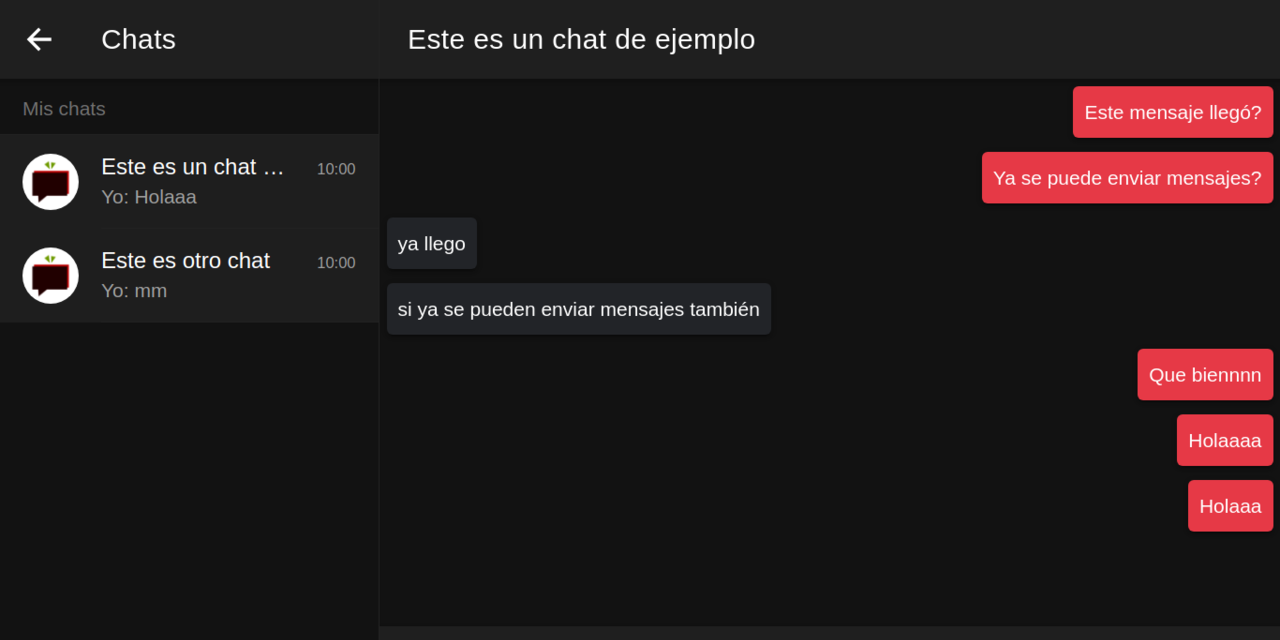 Chats
Mis chats
Este es un chat …
10:00
Yo: Holaaa
Este es otro chat
10:00
Yo: mm
Este es un chat de ejemplo
Este mensaje llegó?
Ya se puede enviar mensajes?
ya llego
si ya se pueden enviar mensajes también
Que biennnn
Holaaaa
Holaaa